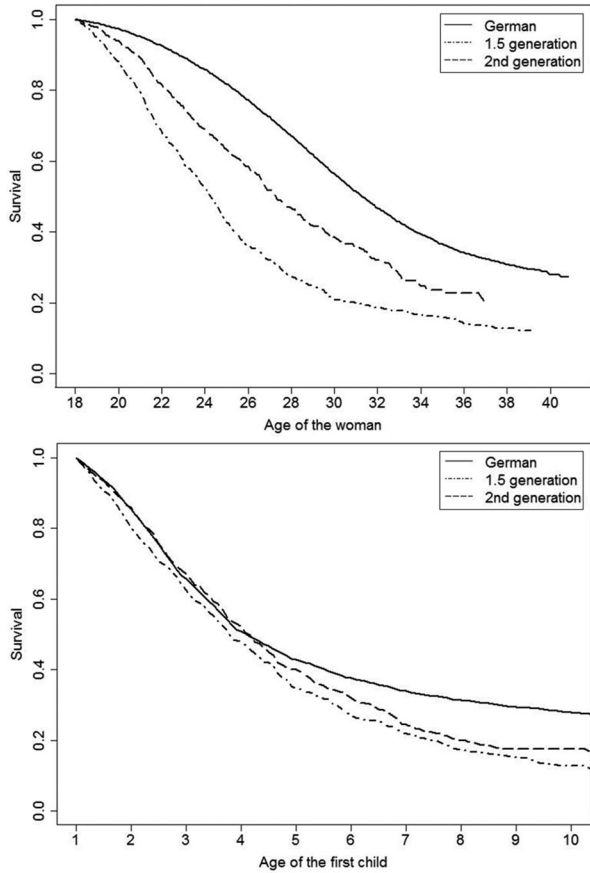 German
1.5 generation
2nd generation
Survival
0.0 0.2 0.4 0.6 0.8 1.0
18 20 22 24 26 28 30 32 34 36 38 40
Age of the woman
German
1.5 generation
2nd generation
Survival
0.0 0.2 0.4 0.6 0.8 1.0
1 2 3 4 5 6 7 8 9 10
Age of the first child